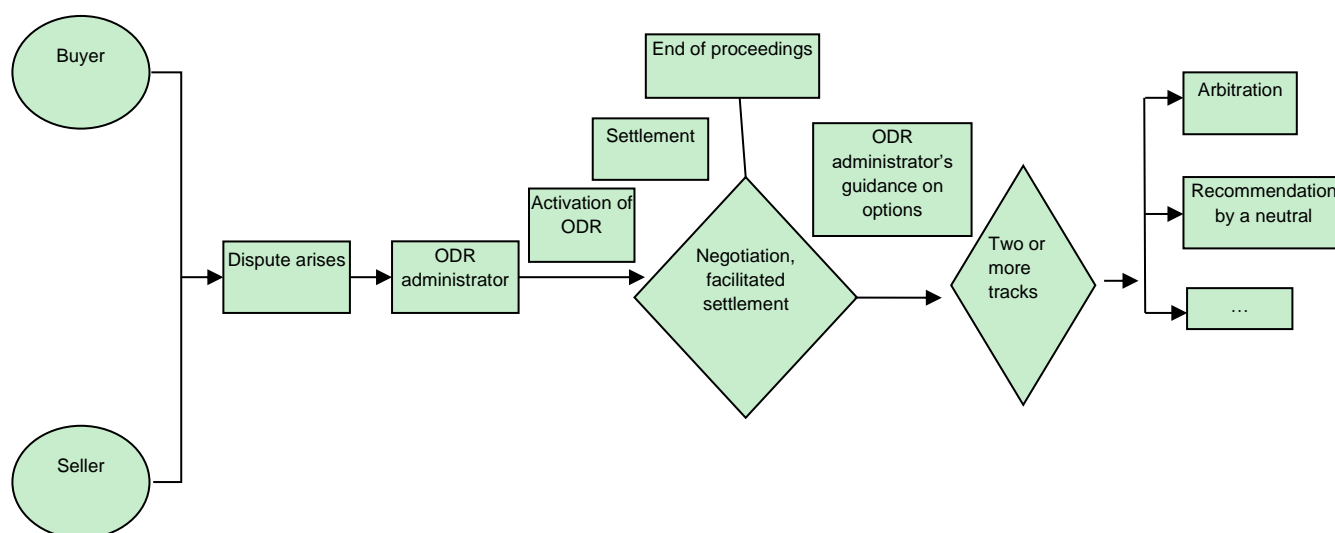 Buyer
End of proceedings
Settlement
Activation of
ODR
ODR
administrator's
guidance on
options
Arbitration
Recommendation
by a neutral
Dispute arises
ODR
administrator
Negotiation,
facilitated
settlement
Two or
more
tracks
…
Seller